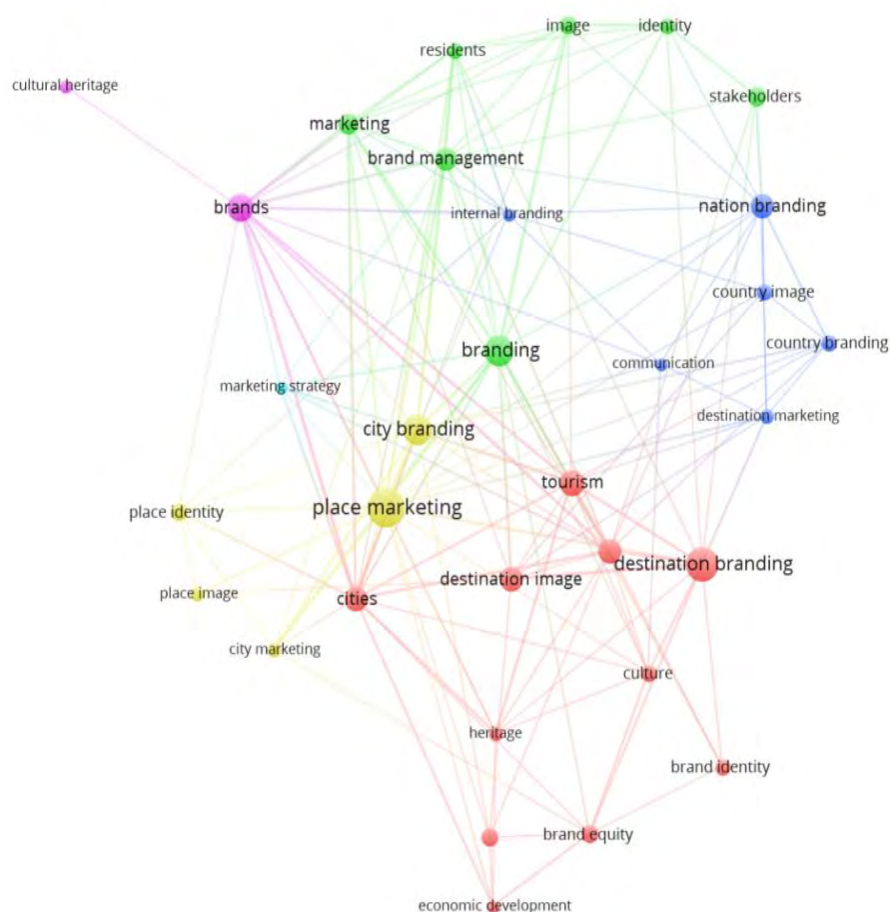 image
identity
residents
cultural heritage
stakeholders
marketing
brand management
brands
internal branding
nation branding
country image
country branding
branding
communication
marketing strategy
destination marketing
city branding
tourism
place marketing
place identity
destination branding
destination image
place image
cities
city marketing
culture
heritage
brand identity
brand equity
economic development